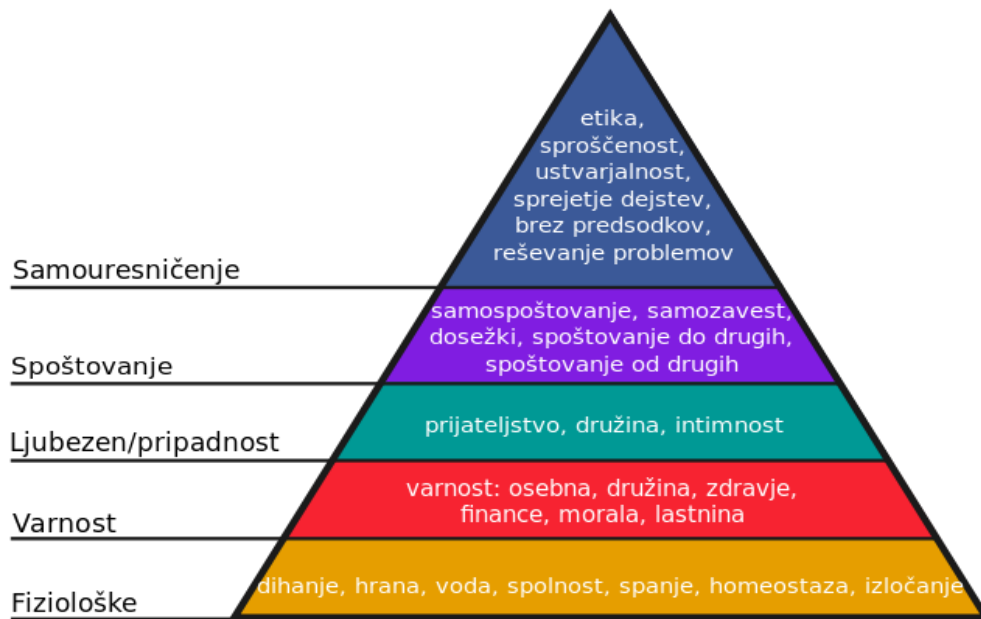 etika,
sproščenost,
ustvarjalnost,
sprejetje dejstev,
brez predsodkov,
reševanje problemov
Samouresničenje
samospoštovanje, samozavest,
dosežki, spoštovanje do drugih,
spoštovanje od drugih
Spoštovanje
prijateljstvo, družina, intimnost
Ljubezen/pripadnost
varnost: osebna, družina, zdravje,
finance, morala, lastnina
Varnost
dihanje, hrana, voda, spolnost, spanje, homeostaza, izločanje
Fiziološke